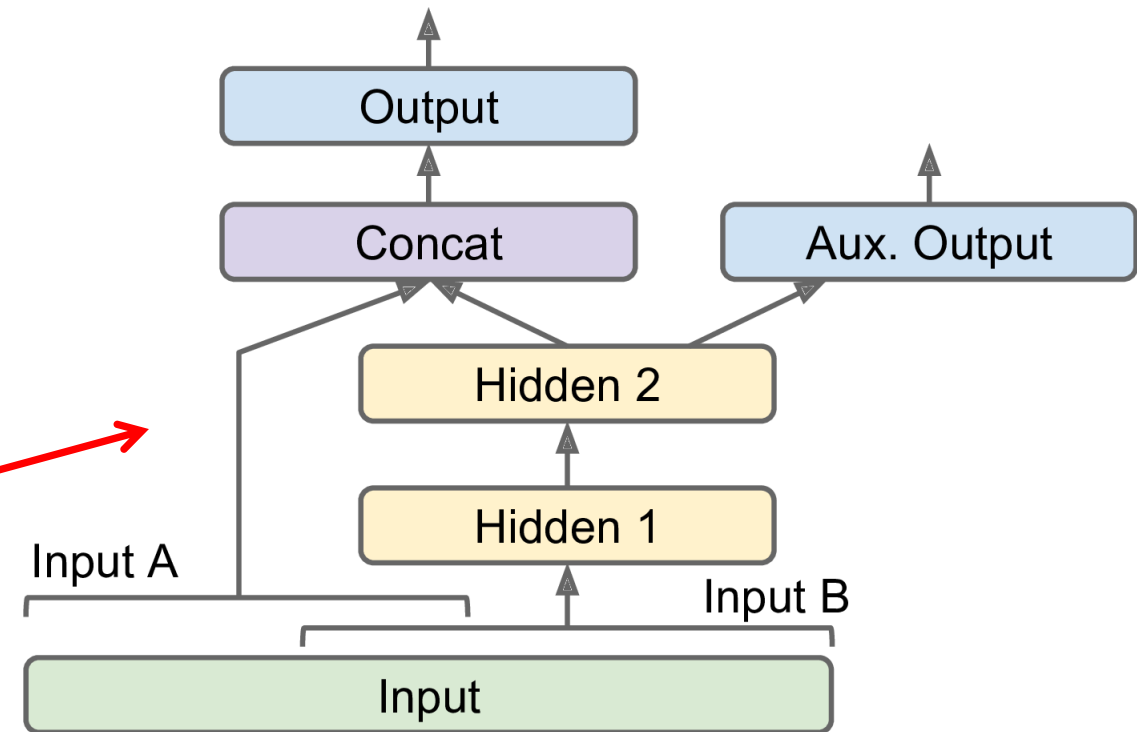 Output
Concat
Aux. Output
Hidden 2
Hidden 1
Input A
Input B
Input